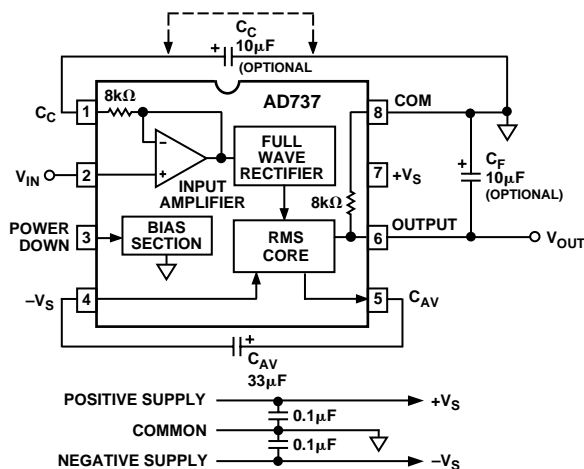 C_C
10µF
(OPTIONAL
+
8kΩ
AD737
C_C 1
8 COM
FULL
WAVE
RECTIFIER
−
+
V_IN 2
INPUT
AMPLIFIER
7 +V_S
+ C_F
10µF
(OPTIONAL)
8kΩ
POWER
DOWN 3
BIAS
SECTION
RMS
CORE
6 OUTPUT
V_OUT
−V_S 4
5 C_AV
+
C_AV
33µF
POSITIVE SUPPLY +V_S
0.1µF
COMMON
0.1µF
NEGATIVE SUPPLY −V_S